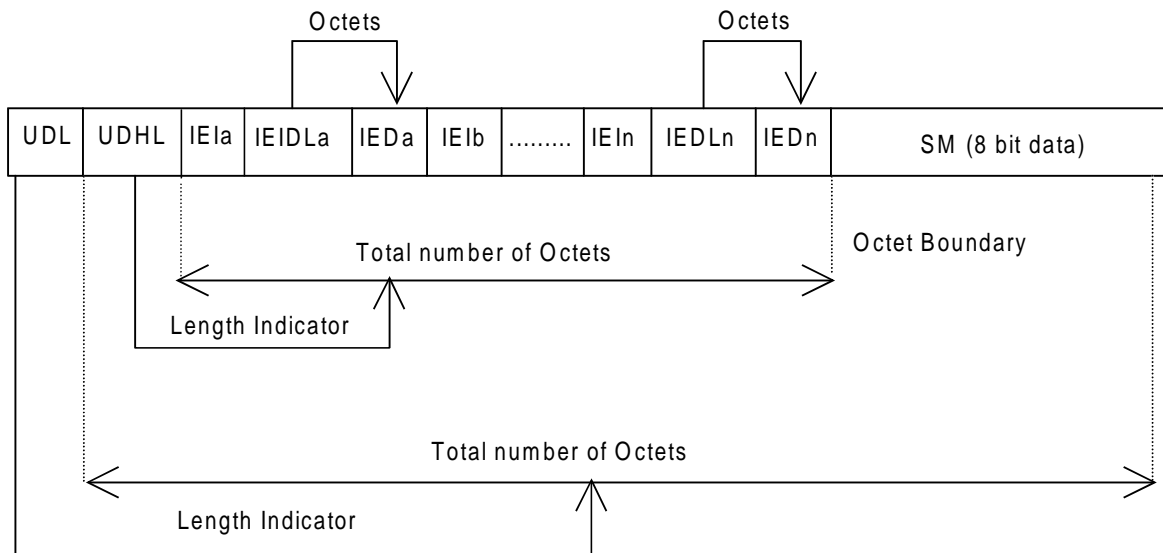 Octets Octets
UDL UDHL IEIa IEIDLa IEDa IEIb ......... IEIn IEDLn IEDn SM (8 bit data)
Octet Boundary
Total number of Octets
Length Indicator
Total number of Octets
Length Indicator